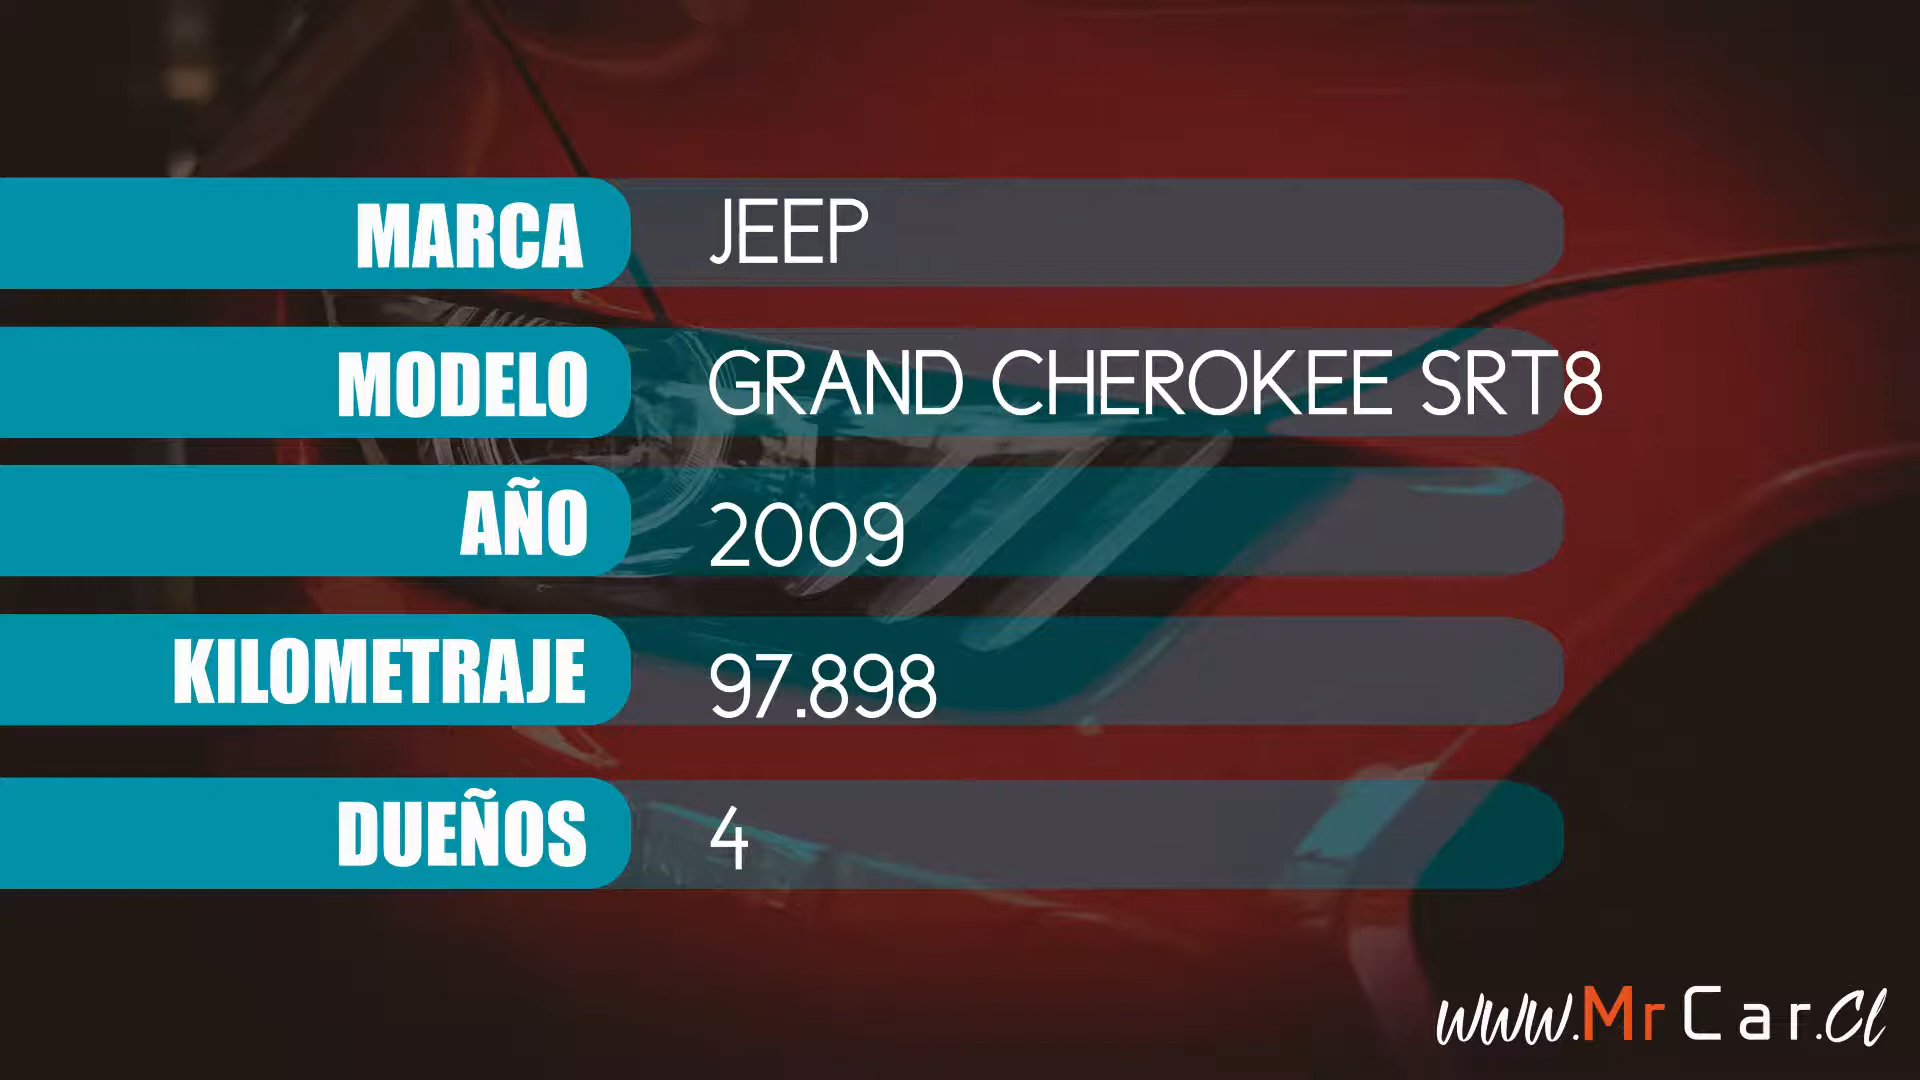 MARCA JEEP
MODELO GRAND CHEROKEE SRT8
AÑO 2009
KILOMETRAJE 97.898
DUEÑOS 4
www.MrCar.Cl